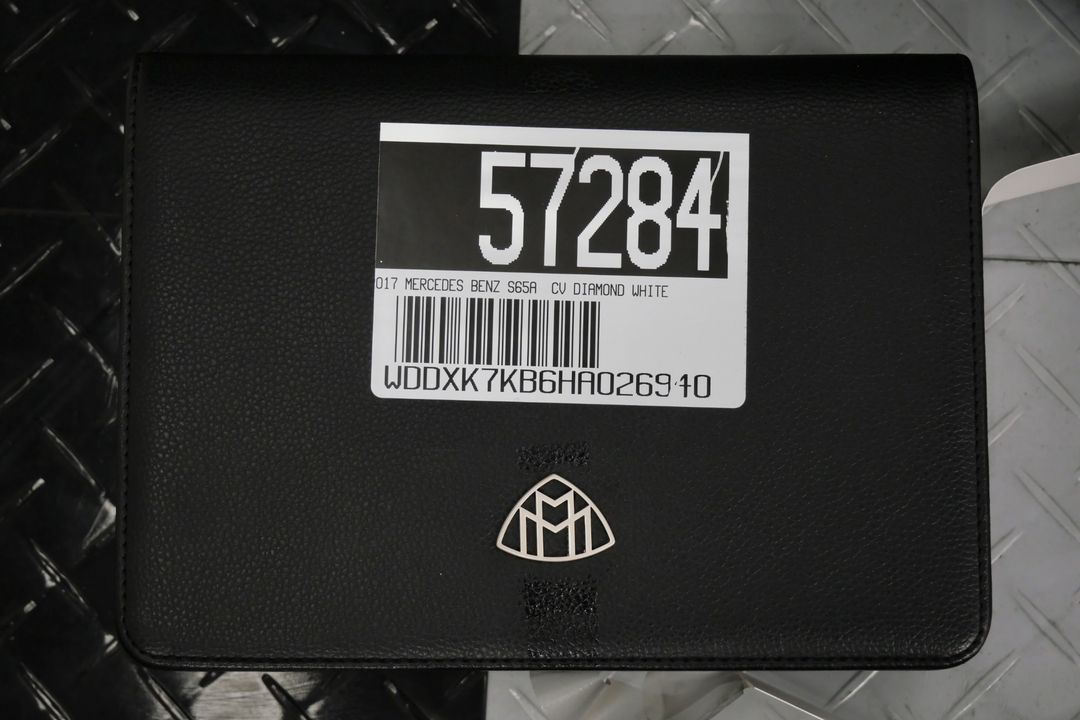 57284
017 MERCEDES BENZ S65A CV DIAMOND WHITE
WDDXK7KB6HA026940